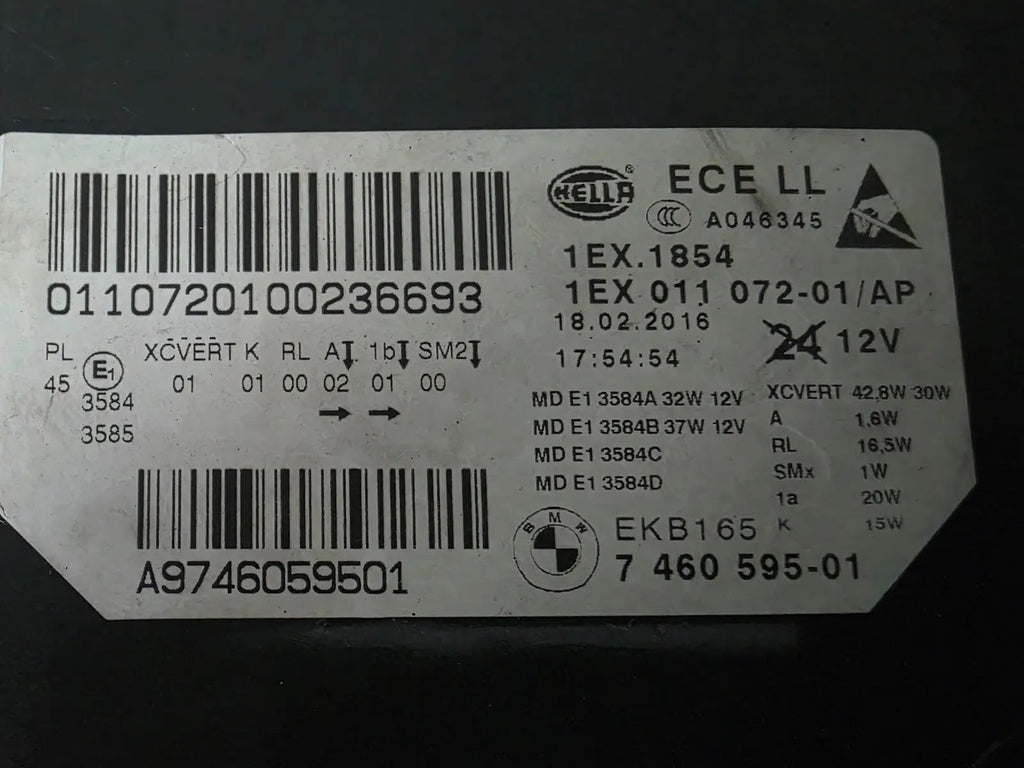 HELLA
ECE LL
CCC A046345
1EX.1854
1EX 011 072-01/AP
18.02.2016
17:54:54
24 12V
0110720100236693
PL XCVERT K RL A 1b SM2
45 E1 01 01 00 02 01 00
3584
3585
MD E1 3584A 32W 12V
MD E1 3584B 37W 12V
MD E1 3584C
MD E1 3584D
XCVERT 42,8W 30W
A 1,6W
RL 16,5W
SMx 1W
1a 20W
K 15W
BMW
EKB165
7 460 595-01
A9746059501